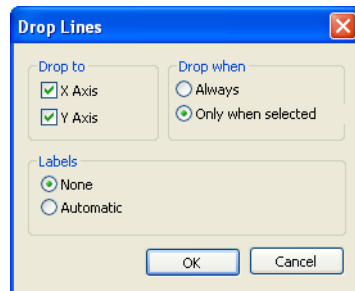 Drop Lines
Drop to
X Axis
Y Axis
Drop when
Always
Only when selected
Labels
None
Automatic
OK
Cancel